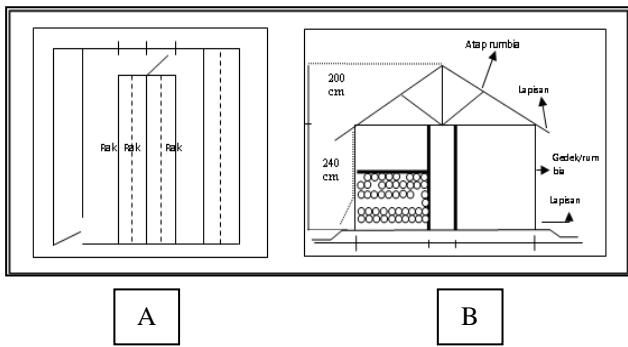 Rak Rak Rak
Atap rumbia
200
cm
Lapisan
240
cm
Gedek/rum
bia
Lapisan
A B